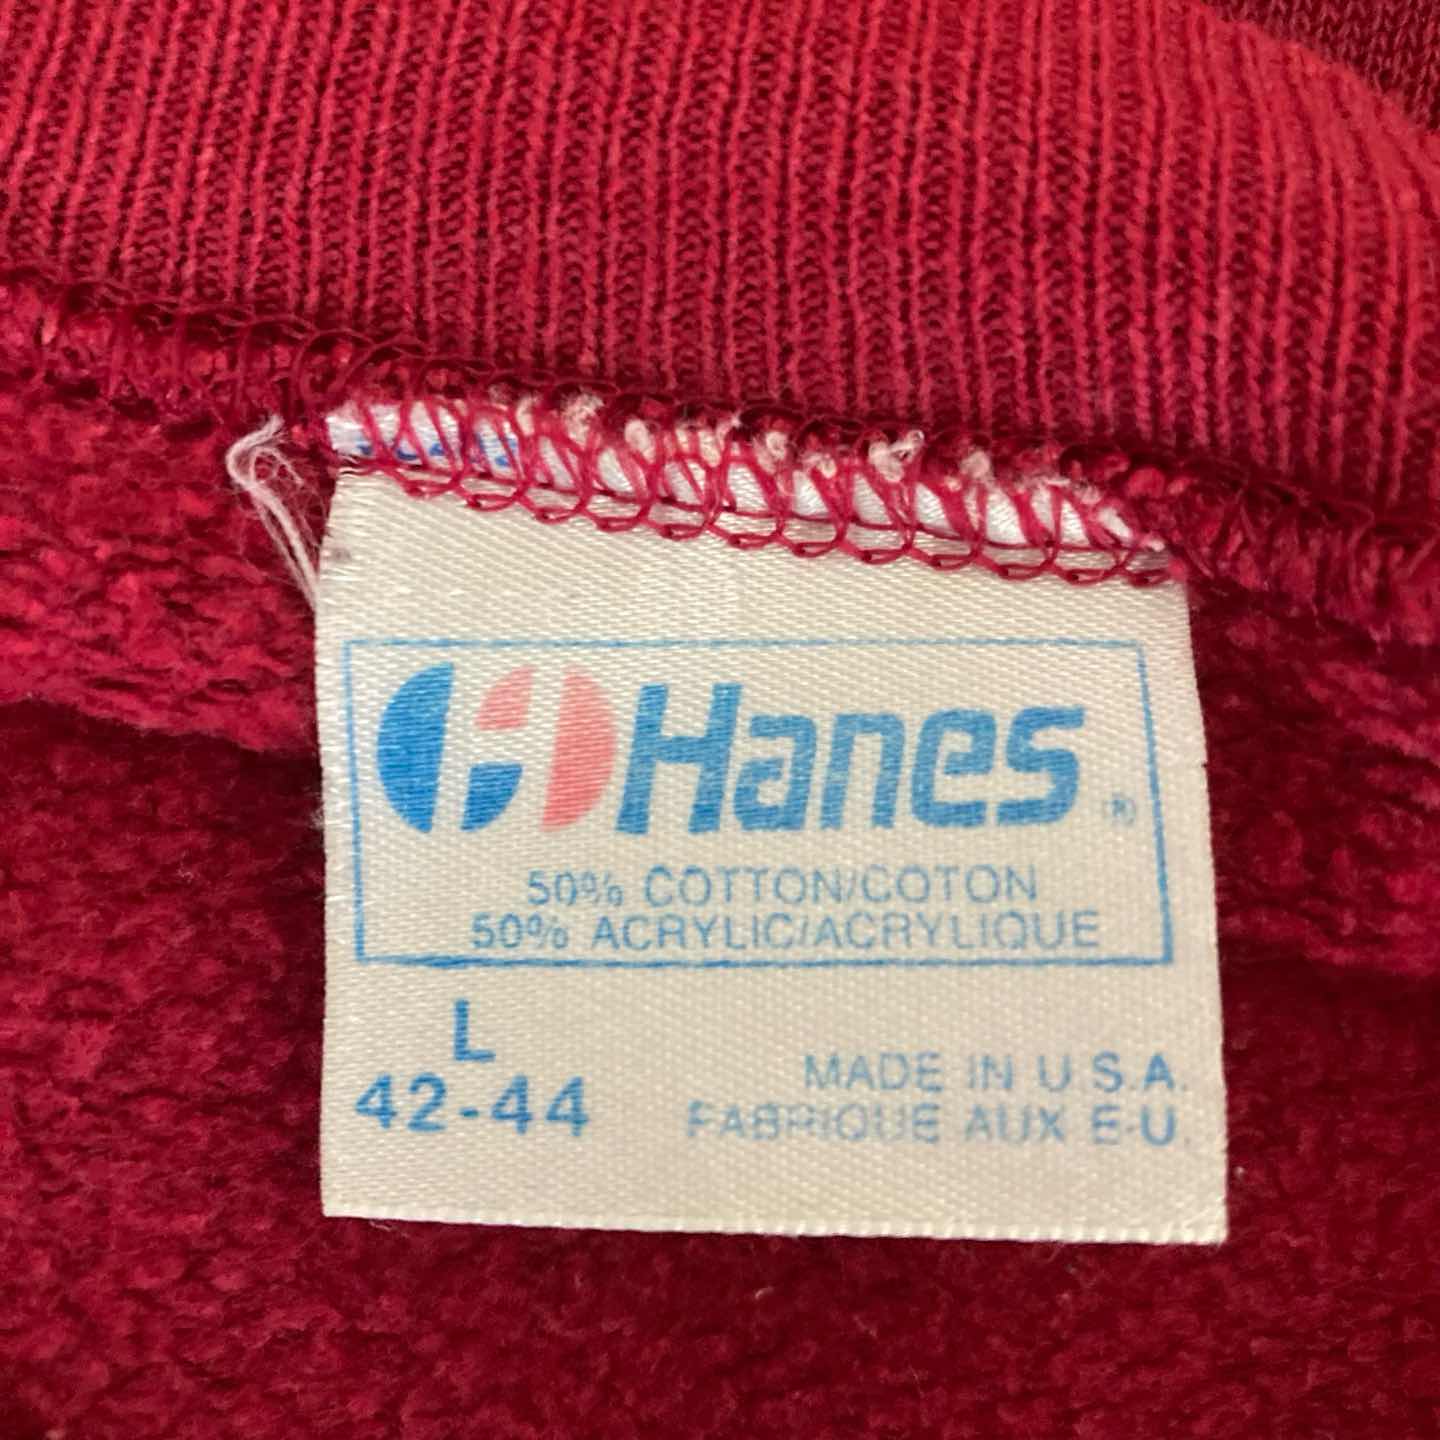 Hanes ®
50% COTTON/COTON
50% ACRYLIC/ACRYLIQUE
L
42-44
MADE IN U.S.A.
FABRIQUE AUX E-U.